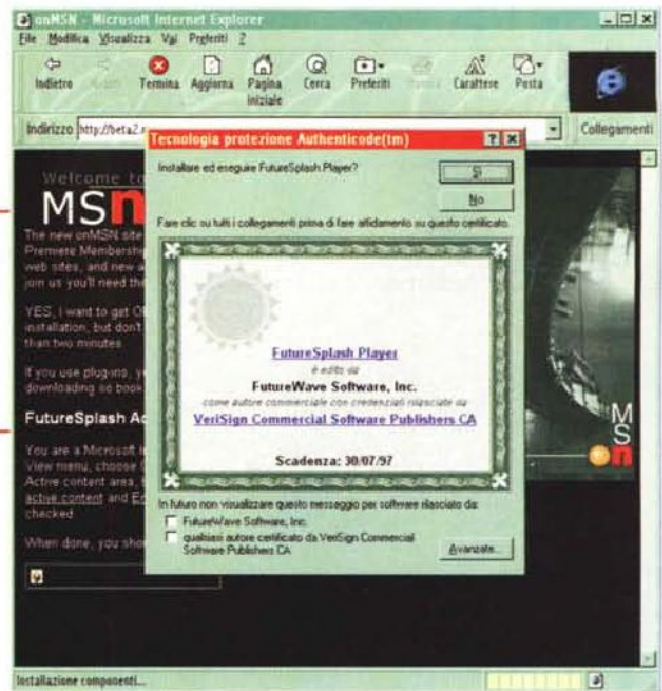 onMSN - Microsoft Internet Explorer
File Modifica Visualizza Vai Preferiti ?
Indietro Termina Aggiorna Pagina iniziale Cerca Preferiti Carattere Posta
Indirizzo http://beta2. Collegamenti
Tecnologia protezione Authenticode(tm)
Installare ed eseguire FutureSplash Player?
Sì
No
Fare clic su tutti i collegamenti prima di fare affidamento su questo certificato.
FutureSplash Player
è edito da
FutureWave Software, Inc.
come autore commerciale con credenziali rilasciate da
VeriSign Commercial Software Publishers CA
Scadenza: 30/07/97
In futuro non visualizzare questo messaggio per software rilasciato da:
FutureWave Software, Inc.
qualsiasi autore certificato da VeriSign Commercial
Software Publishers CA
Avanzate...
Welcome to
MSn
The new onMSN site
Premiere Membership
web sites, and new a
join us you'll need the
YES, I want to get
installation, but don't
than two minutes.
If you use plugins, y
downloading so book
FutureSplash Ac
You are a Microsoft
View menu, choose
Active content area,
active content and
checked.
When done, you
MSn
Installazione componenti...